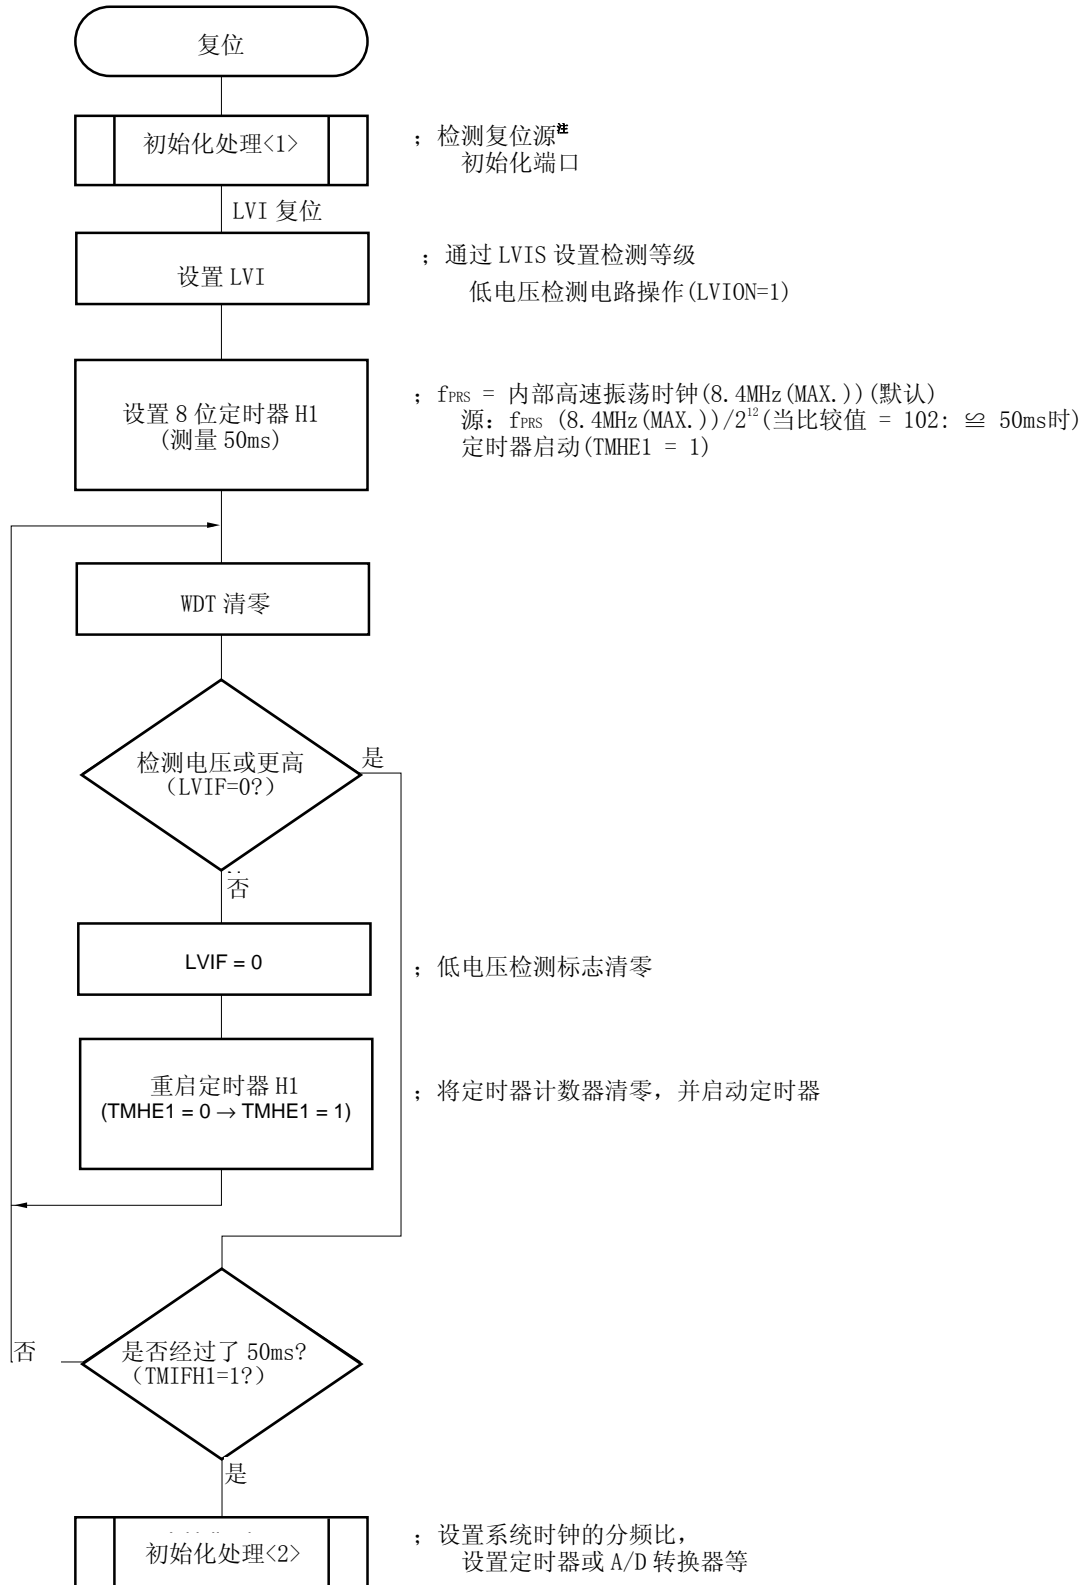 复位
初始化处理<1>
; 检测复位源注
初始化端口
LVI 复位
设置 LVI
; 通过 LVIS 设置检测等级
低电压检测电路操作(LVION=1)
设置 8 位定时器 H1
(测量 50ms)
; fPRS = 内部高速振荡时钟(8.4MHz(MAX.))(默认)
源: fPRS (8.4MHz(MAX.))/2¹²(当比较值 = 102: ≌ 50ms时)
定时器启动(TMHE1 = 1)
WDT 清零
检测电压或更高
(LVIF=0?)
是
否
LVIF = 0
; 低电压检测标志清零
重启定时器 H1
(TMHE1 = 0 → TMHE1 = 1)
; 将定时器计数器清零，并启动定时器
否
是否经过了 50ms?
(TMIFH1=1?)
是
初始化处理<2>
; 设置系统时钟的分频比，
设置定时器或 A/D 转换器等